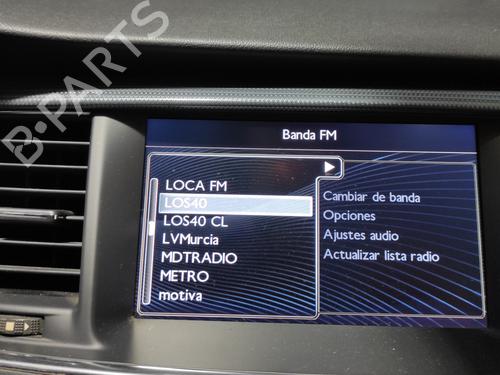 B-PARTS
Banda FM
LOCA FM
LOS40
LOS40 CL
LVMurcia
MDTRADIO
METRO
motiva
Cambiar de banda
Opciones
Ajustes audio
Actualizar lista radio